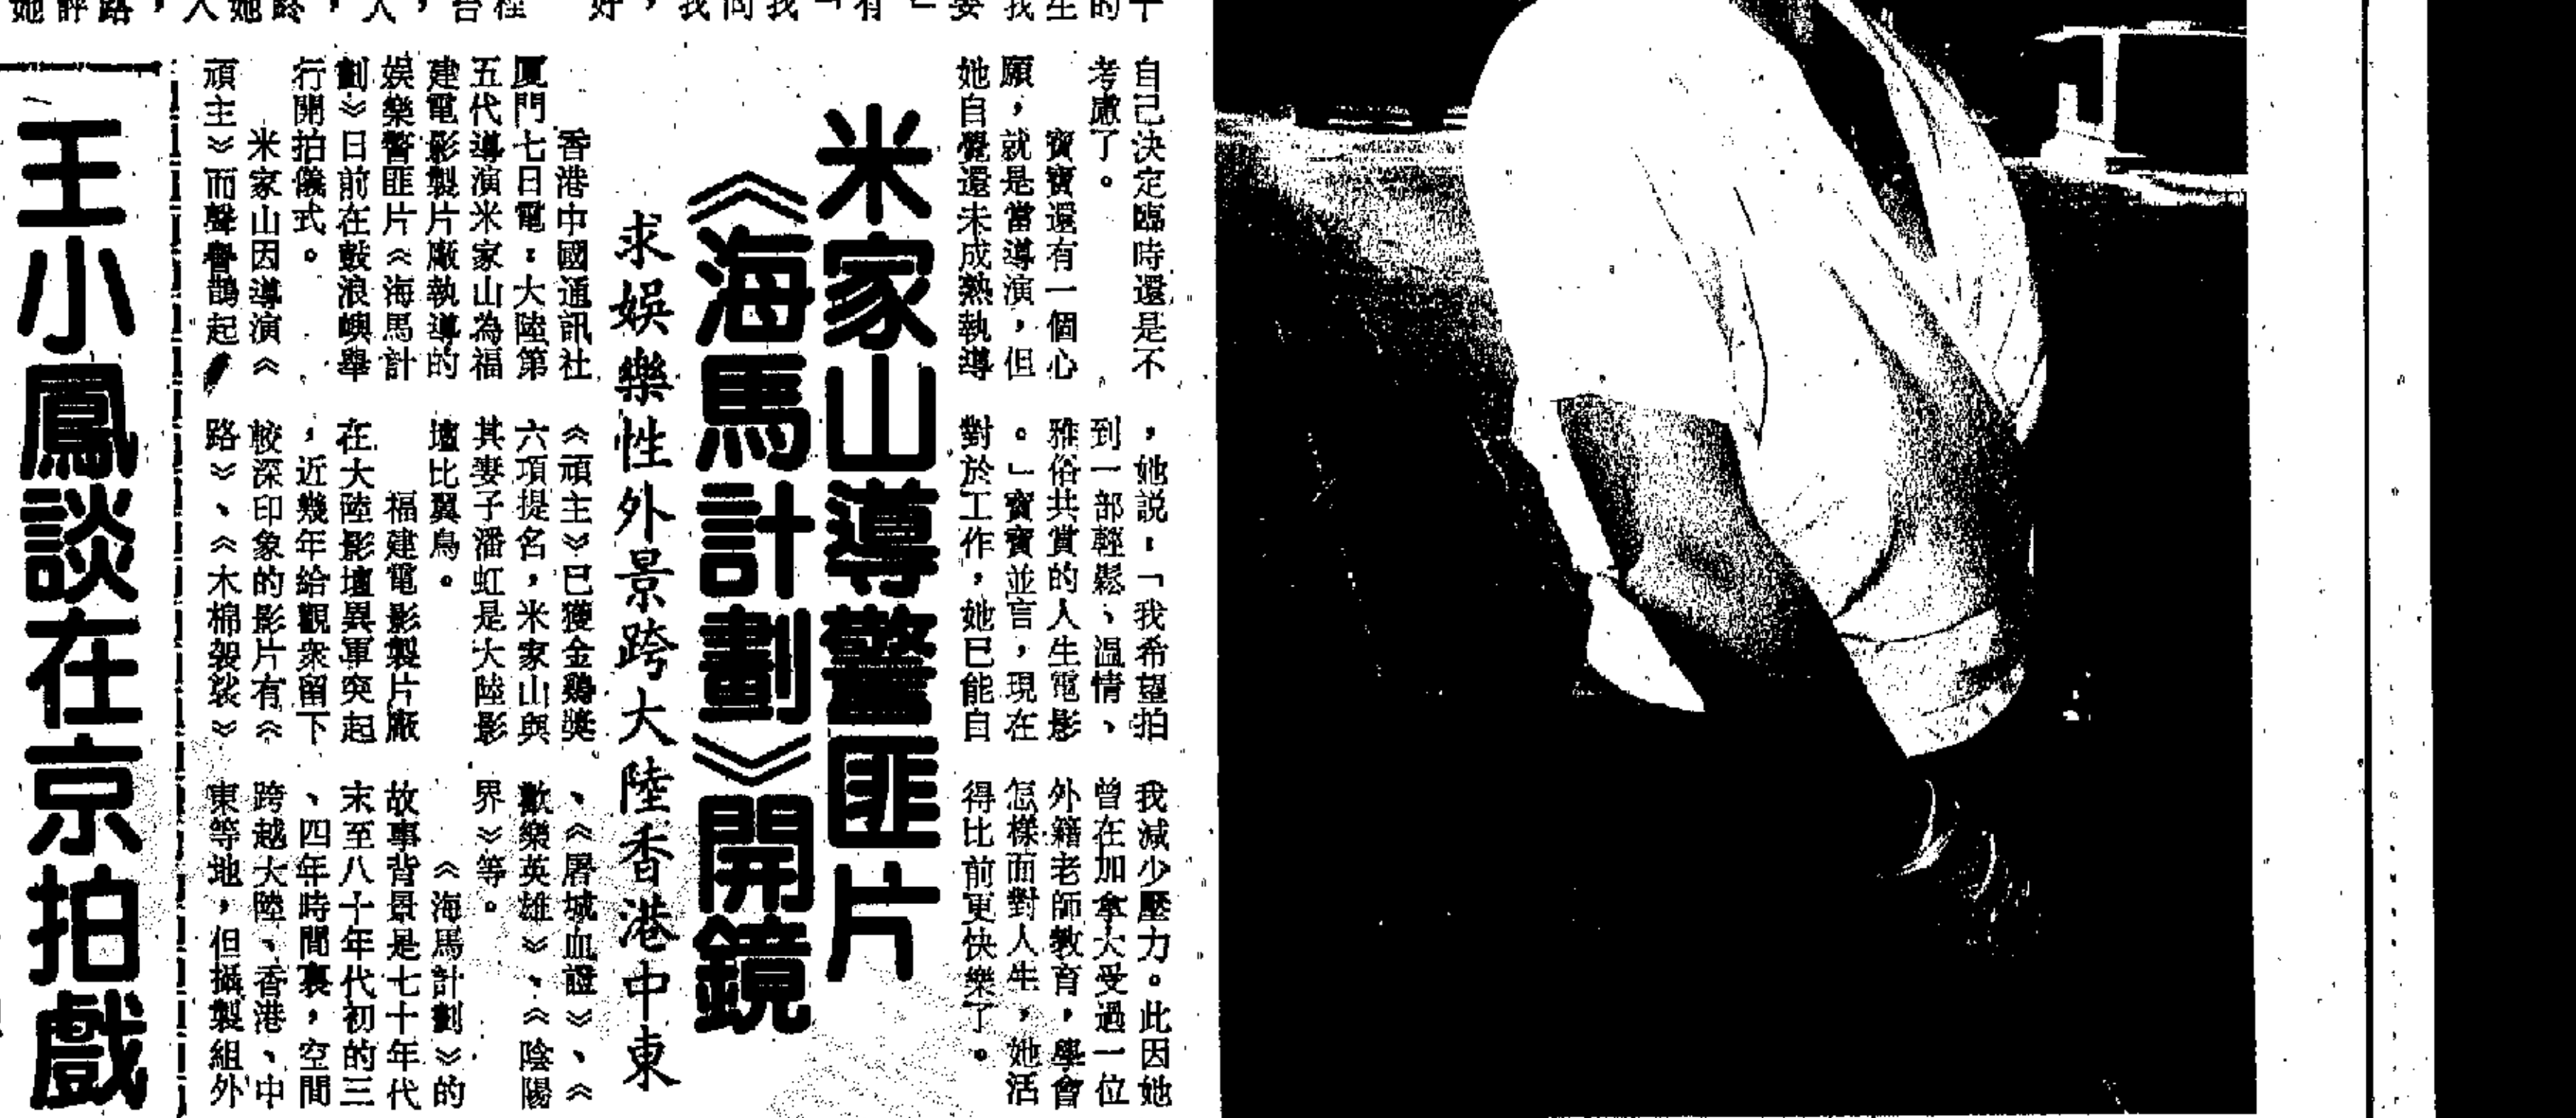 自己決定臨時還是不
考慮了。
寶寶還有一個心
願，就是當導演，但
她自覺還未成熟執導
，她説：「我希望拍
到一部輕鬆、温情、
雅俗共賞的人生電影
。」寶寶並言，現在
對於工作，她已能自
我減少壓力。此因她
曾在加拿大受過一位
外籍老師教育，學會
怎樣面對人生，她活
得比前更快樂了。
米家山導警匪片
《海馬計劃》開鏡
求娛樂性外景跨大陸香港中東
香港中國通訊社
廈門七日電：大陸第
五代導演米家山為福
建電影製片廠執導的
娛樂警匪片《海馬計
劃》日前在鼓浪嶼舉
行開拍儀式。
米家山因導演《
頑主》而聲譽鵲起，
《頑主》已獲金鷄獎
六項提名，米家山與
其妻子潘虹是大陸影
壇比翼鳥。
福建電影製片廠
在大陸影壇異軍突起
，近幾年給觀衆留下
較深印象的影片有《
路》、《木棉袈裟》
、《屠城血證》、《
歡樂英雄》、《陰陽
界》等。
《海馬計劃》的
故事背景是七十年代
末至八十年代初的三
、四年時間裏，空間
跨越大陸、香港、中
東等地，但攝製組外
王小鳳談在京拍戲